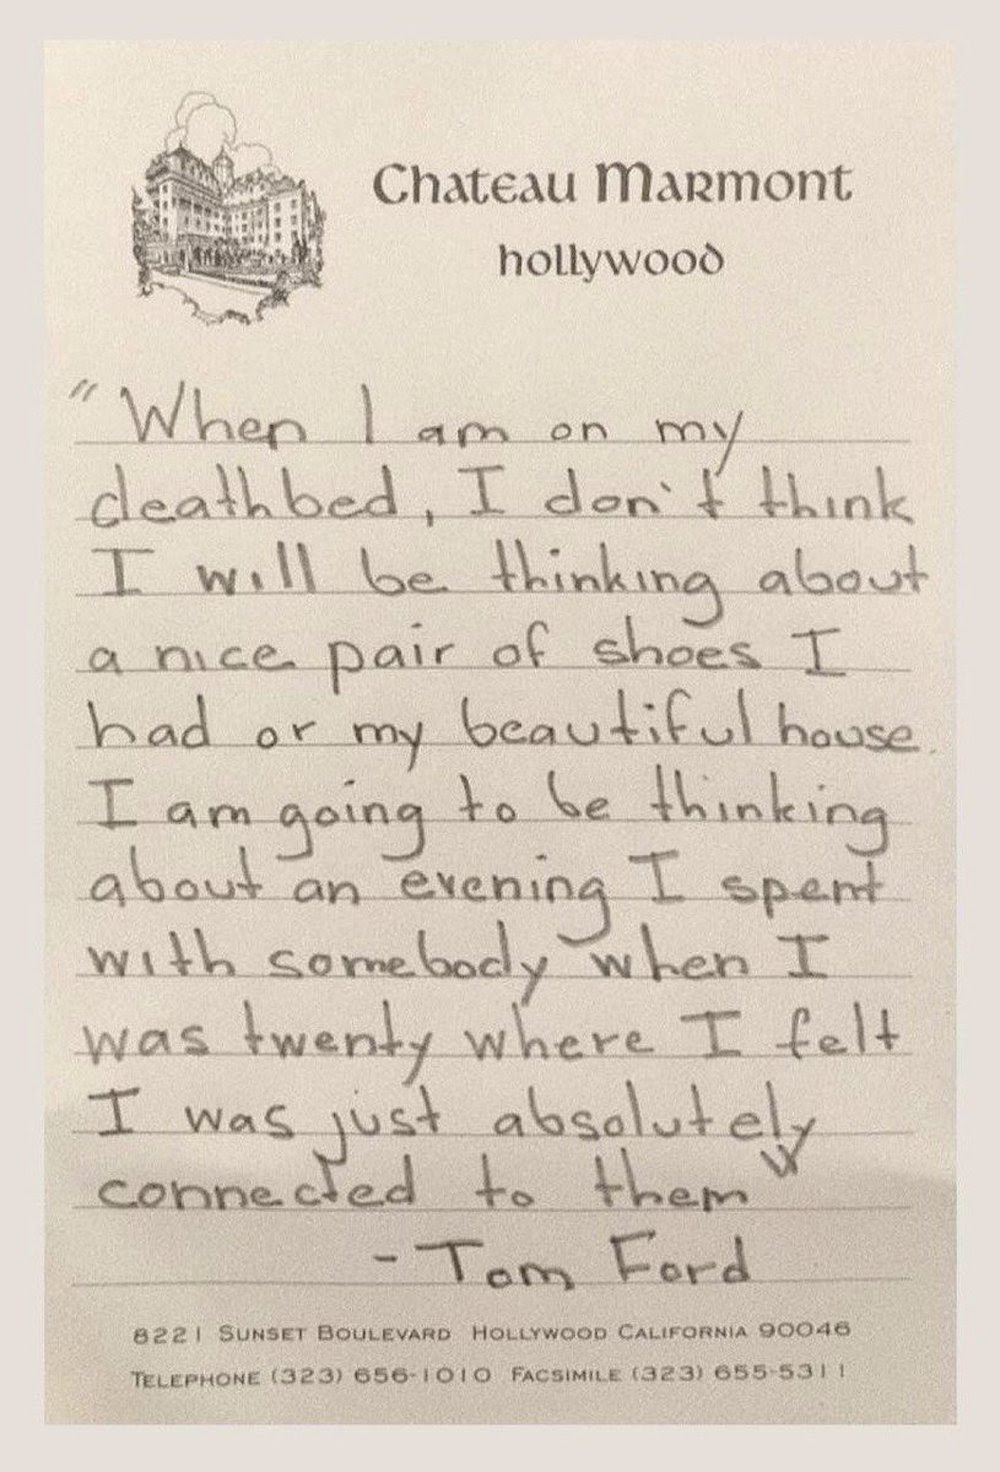 Chateau Marmont
hollywood
"When I am on my
deathbed, I don't think
I will be thinking about
a nice pair of shoes I
had or my beautiful house.
I am going to be thinking
about an evening I spent
with somebody when I
was twenty where I felt
I was just absolutely
connected to them"
- Tom Ford
8221 Sunset Boulevard Hollywood California 90046
Telephone (323) 656-1010 Facsimile (323) 655-5311